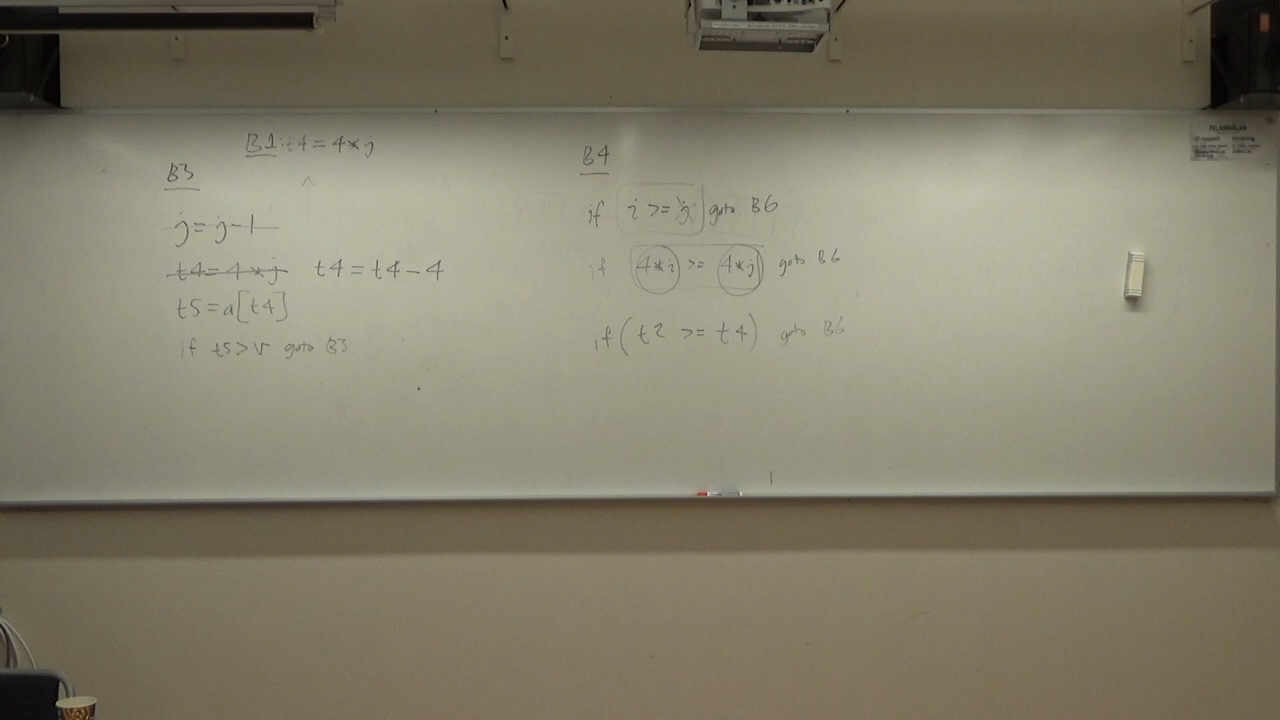 B1: t4 = 4*j
B3
j = j-1
t4 = 4*j t4 = t4-4
t5 = a[t4]
if t5 > v goto B3
B4
if i >= j goto B6
if 4*i >= 4*j goto B6
if (t2 >= t4) goto B6
FELANMÄLAN